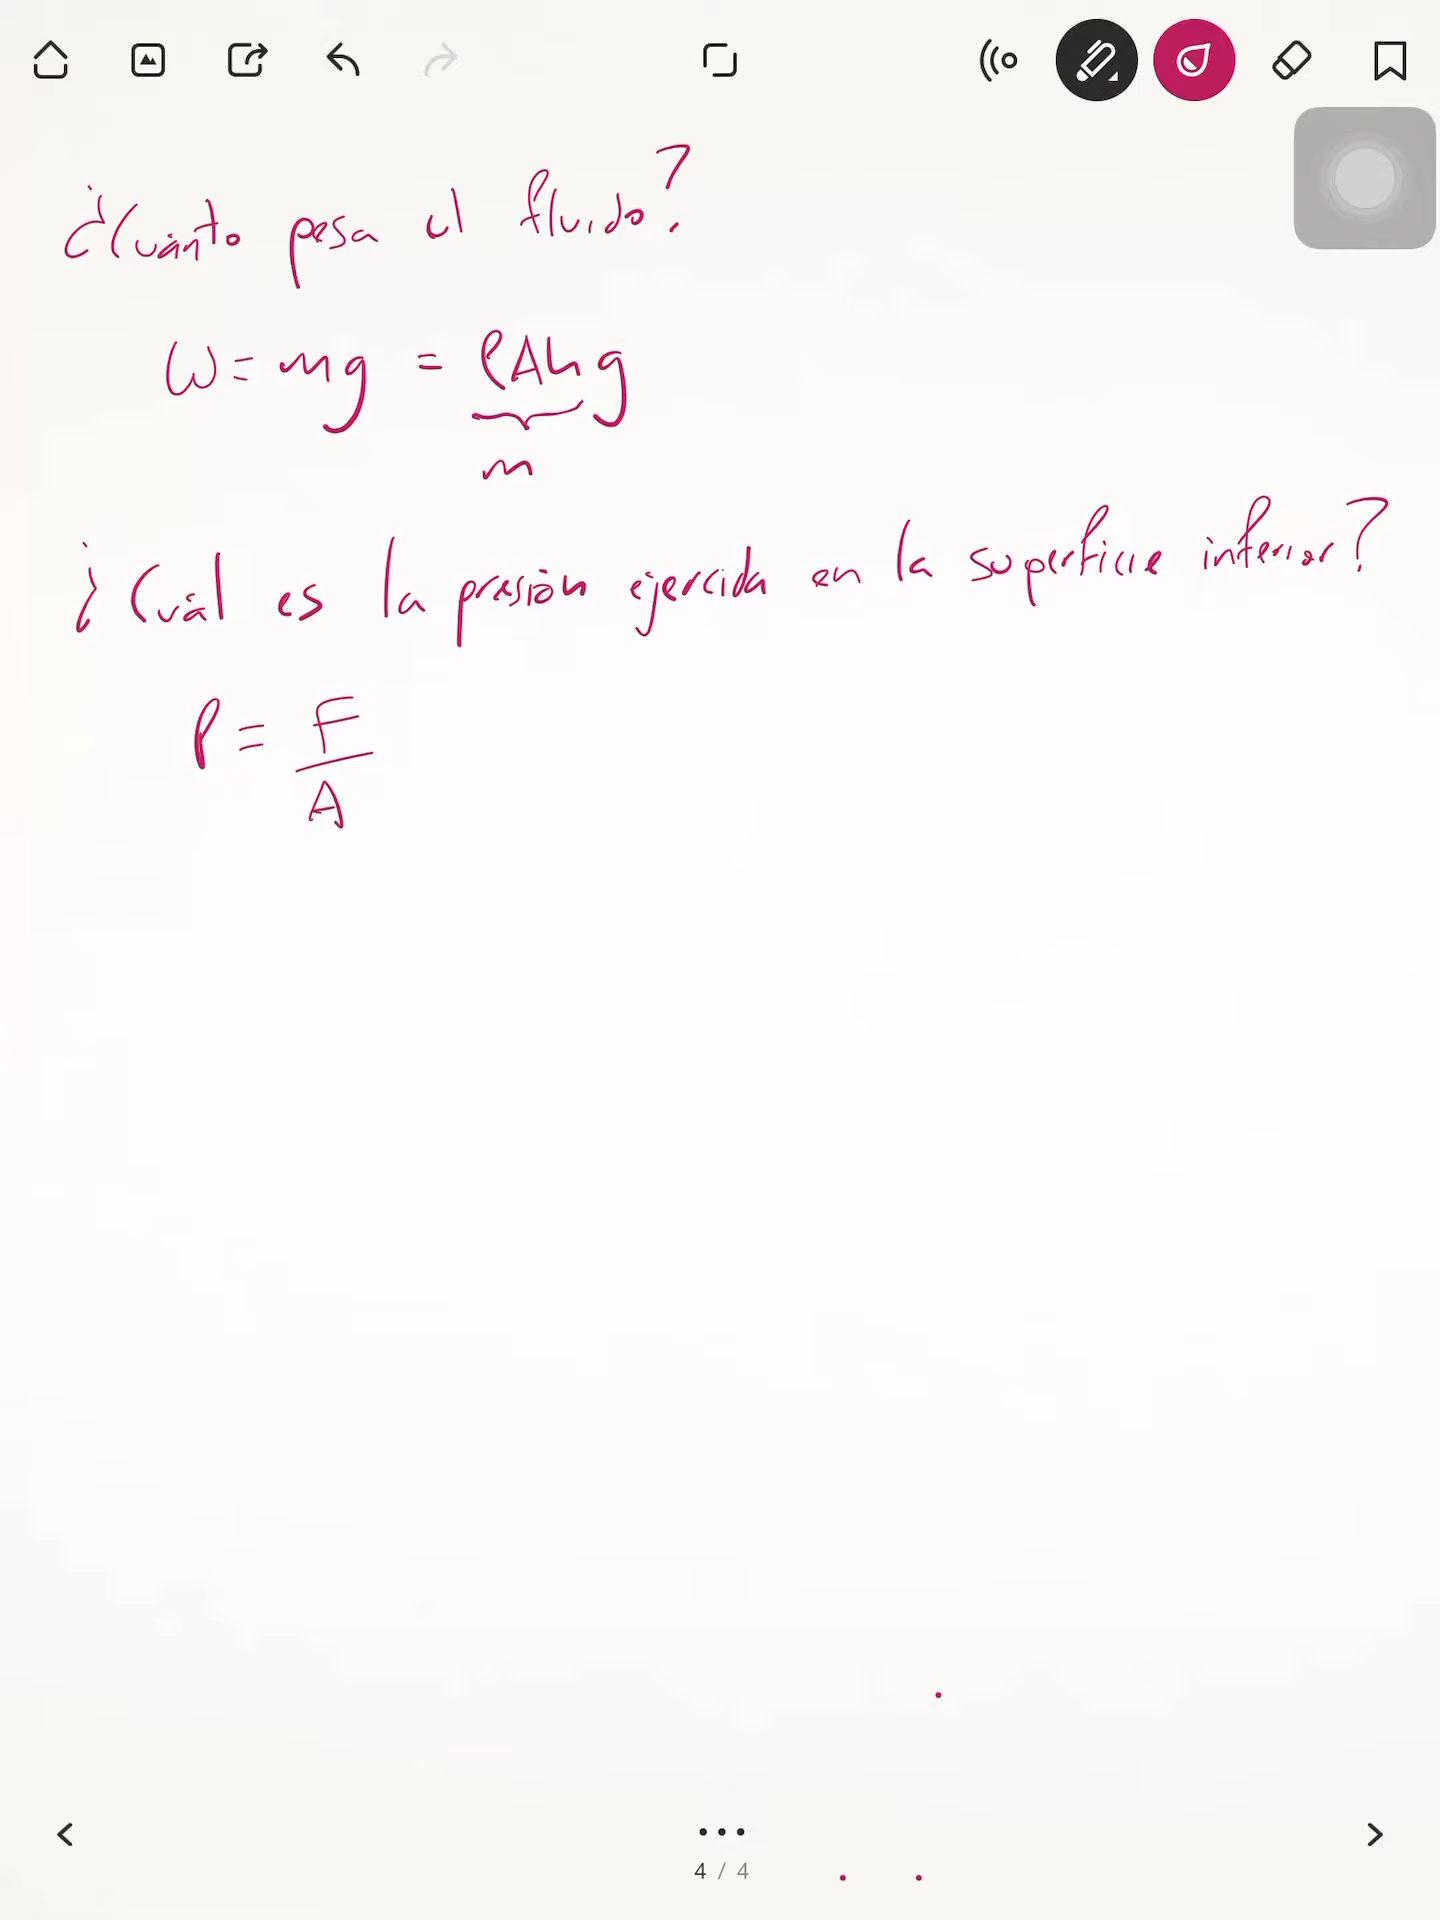 ¿Cuánto pesa el fluido?
W = mg = ρAhg
m
¿Cuál es la presión ejercida en la superficie inferior?
P = F
A
4 / 4